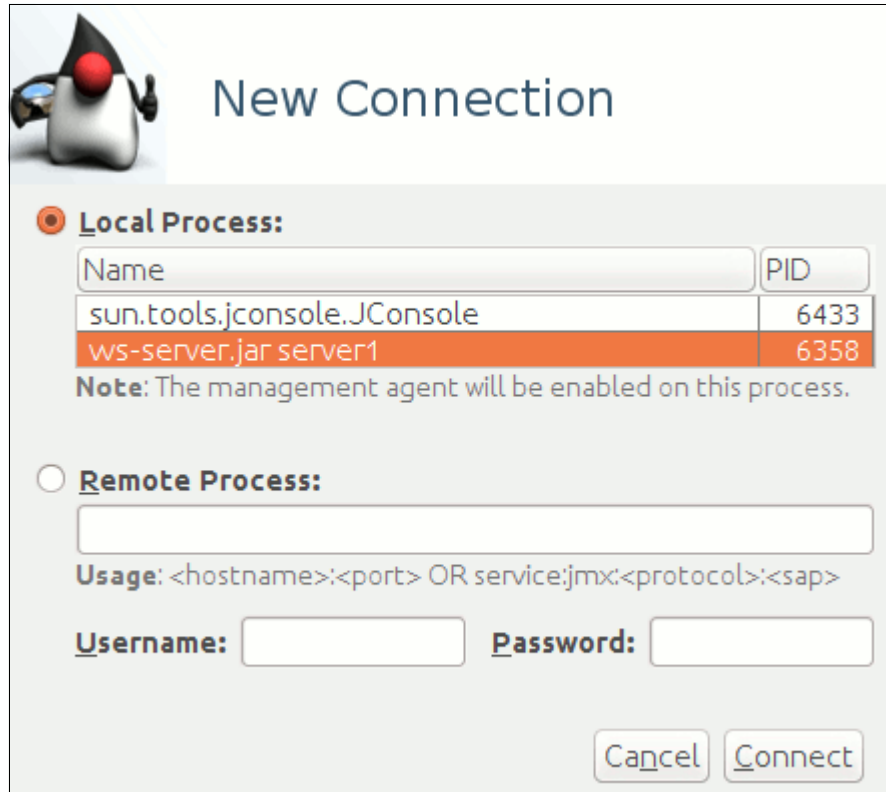 New Connection
Local Process:
Name PID
sun.tools.jconsole.JConsole 6433
ws-server.jar server1 6358
Note: The management agent will be enabled on this process.
Remote Process:
Usage: <hostname>:<port> OR service:jmx:<protocol>:<sap>
Username: Password:
Cancel Connect